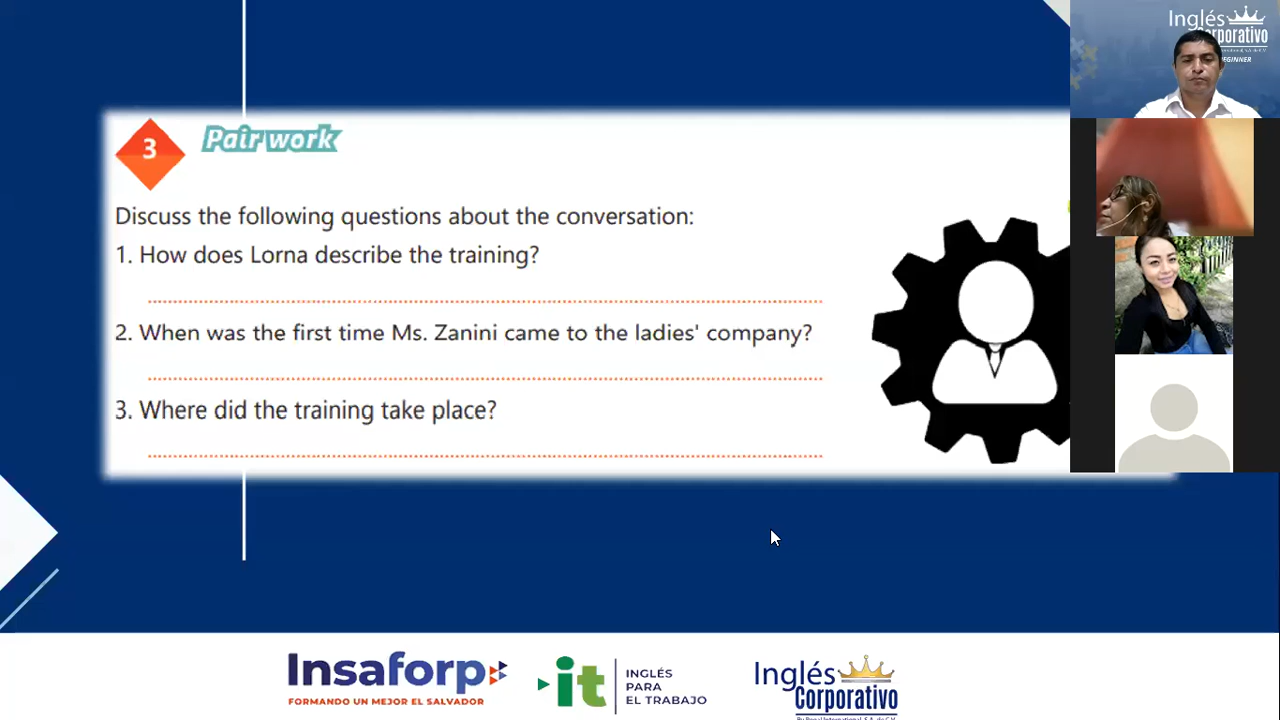 Inglés
Corporativo
BEGINNER
3
Pair work
Discuss the following questions about the conversation:
1. How does Lorna describe the training?
2. When was the first time Ms. Zanini came to the ladies' company?
3. Where did the training take place?
Insaforp
FORMANDO UN MEJOR EL SALVADOR
it
INGLÉS
PARA
EL TRABAJO
Inglés
Corporativo